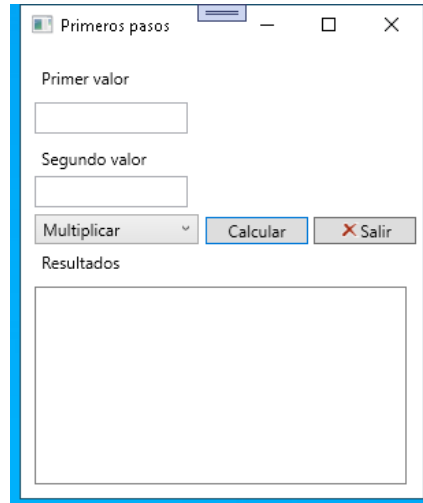 Primeros pasos
Primer valor
Segundo valor
Multiplicar Calcular Salir
Resultados